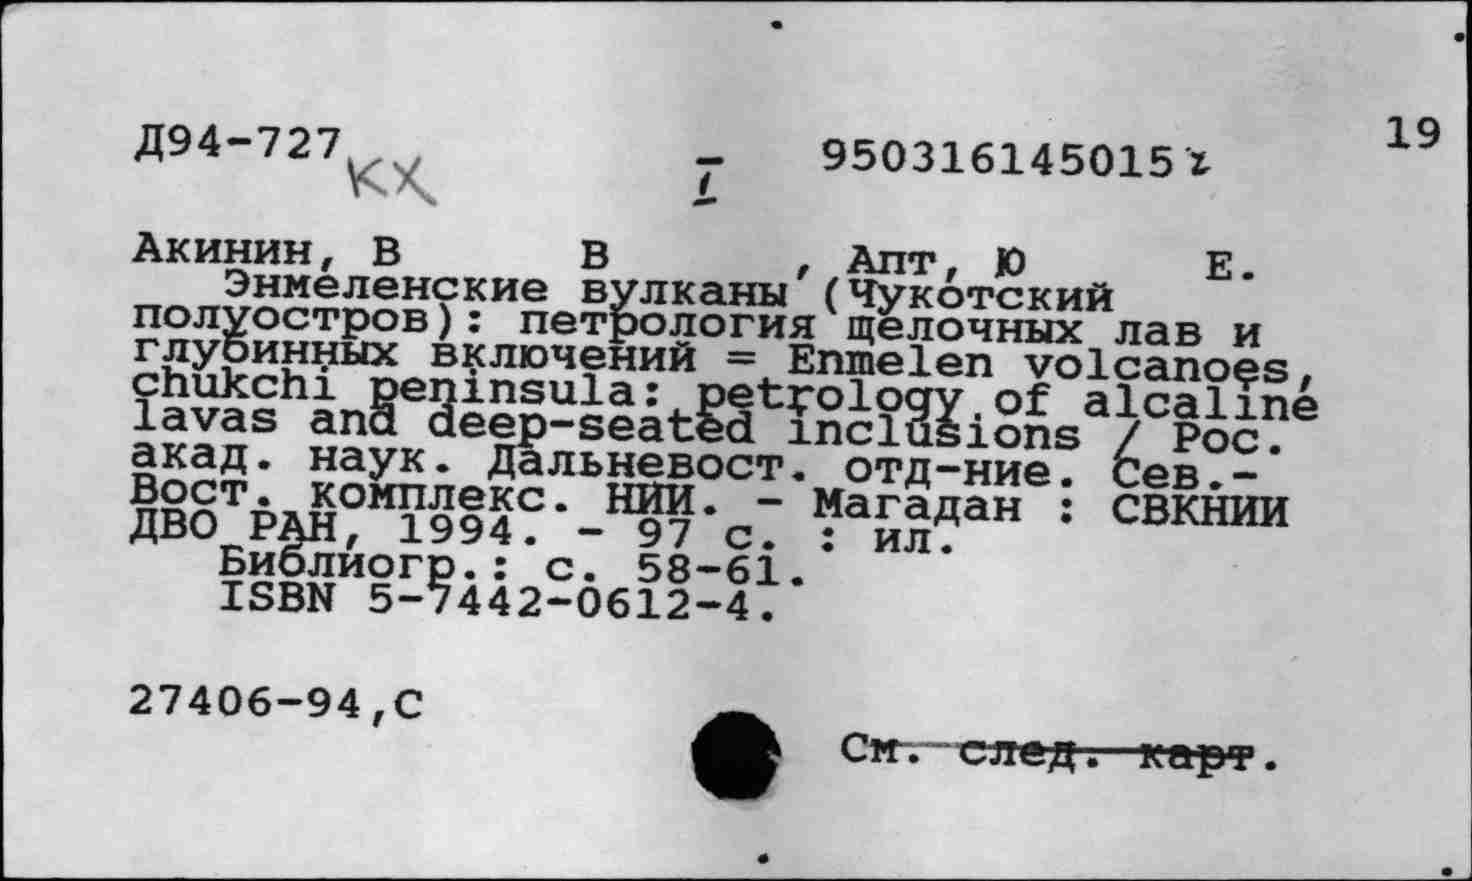 19
Д94-727 КХ 1 950316145015
Акинин, В В , Апт, Ю Е.
Энмеленские вулканы (Чукотский
полуостров): петрология щелочных лав и
глубинных включений = Enmelen volcanoes,
chukchi peninsula: petrology of alcaline
lavas and deep-seated inclusions / Рос.
акад. наук. Дальневост. отд-ние. Сев.-
Вост. комплекс. НИИ. - Магадан : СВКНИИ
ДВО РАН, 1994. - 97 с. : ил.
Библиогр.: с. 58-61.
ISBN 5-7442-0612-4.
27406-94,С
См. след. карт.